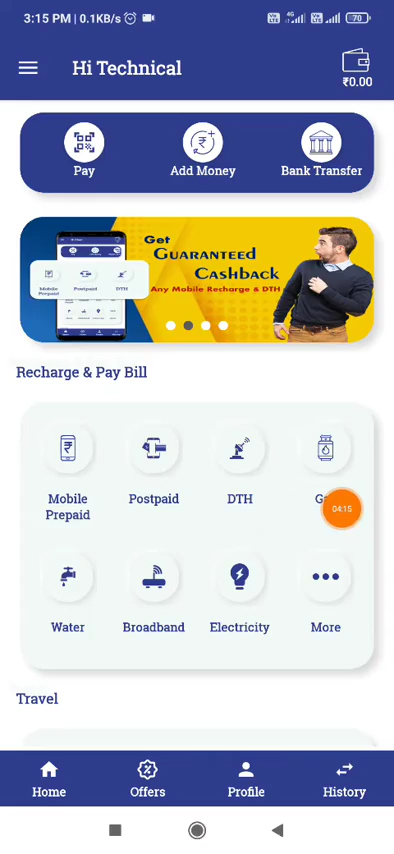 3:15 PM | 0.1KB/s
4G
70
Hi Technical
₹0.00
Pay
Add Money
Bank Transfer
Get
GUARANTEED
Cashback
Any Mobile Recharge & DTH
Mobile
Prepaid
Postpaid
DTH
Recharge & Pay Bill
Mobile
Prepaid
Postpaid
DTH
04:15
Water
Broadband
Electricity
More
Travel
Home
Offers
Profile
History